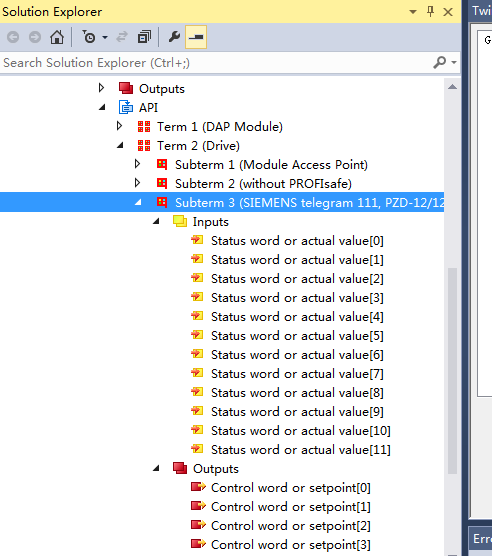 Solution Explorer
Twi
Search Solution Explorer (Ctrl+;)
G
Outputs
API
Term 1 (DAP Module)
Term 2 (Drive)
Subterm 1 (Module Access Point)
Subterm 2 (without PROFIsafe)
Subterm 3 (SIEMENS telegram 111, PZD-12/12
Inputs
Status word or actual value[0]
Status word or actual value[1]
Status word or actual value[2]
Status word or actual value[3]
Status word or actual value[4]
Status word or actual value[5]
Status word or actual value[6]
Status word or actual value[7]
Status word or actual value[8]
Status word or actual value[9]
Status word or actual value[10]
Status word or actual value[11]
Outputs
Control word or setpoint[0]
Control word or setpoint[1]
Control word or setpoint[2]
Control word or setpoint[3]
Erre